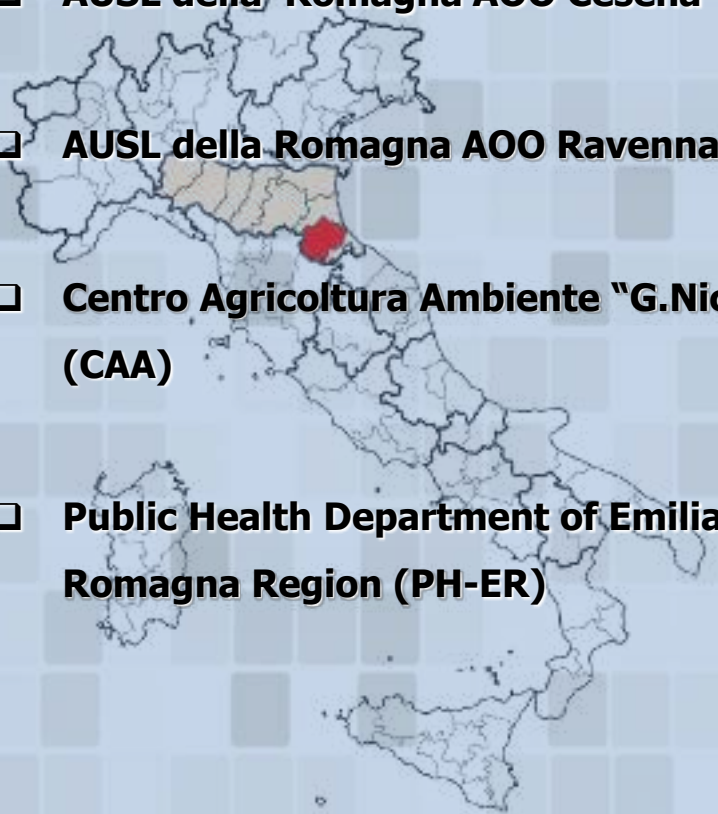 AUSL della Romagna AOO Cesena
AUSL della Romagna AOO Ravenna
Centro Agricoltura Ambiente “G.Nic
(CAA)
Public Health Department of Emilia
Romagna Region (PH-ER)